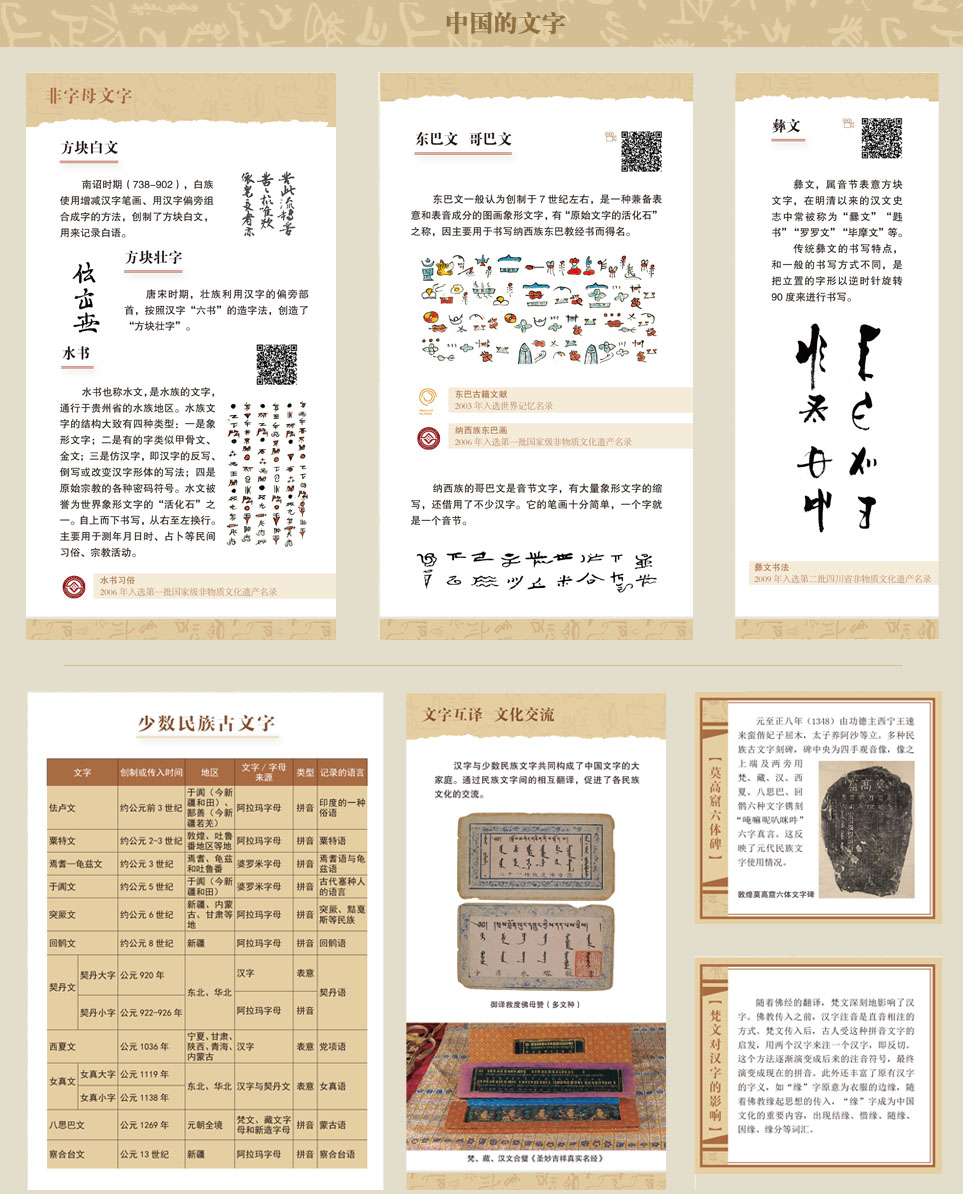 中国的文字
非字母文字
方块白文
南诏时期（738–902），白族
使用增减汉字笔画、用汉字偏旁组
合成字的方法，创制了方块白文，
用来记录白语。
方块壮字
唐宋时期，壮族利用汉字的偏旁部
首，按照汉字“六书”的造字法，创造了
“方块壮字”。
水书
水书也称水文，是水族的文字，
通行于贵州省的水族地区。水族文
字的结构大致有四种类型：一是象
形文字；二是有的字类似甲骨文、
金文；三是仿汉字，即汉字的反写、
倒写或改变汉字形体的写法；四是
原始宗教的各种密码符号。水文被
誉为世界象形文字的“活化石”之
一。自上而下书写，从右至左换行。
主要用于测年月日时、占卜等民间
习俗、宗教活动。
水书习俗
2006 年入选第一批国家级非物质文化遗产名录
东巴文 哥巴文
东巴文一般认为创制于 7 世纪左右，是一种兼备表
意和表音成分的图画象形文字，有“原始文字的活化石”
之称，因主要用于书写纳西族东巴教经书而得名。
东巴古籍文献
2003 年入选世界记忆名录
纳西族东巴画
2006 年入选第一批国家级非物质文化遗产名录
纳西族的哥巴文是音节文字，有大量象形文字的缩
写，还借用了不少汉字。它的笔画十分简单，一个字就
是一个音节。
彝文
彝文，属音节表意方块
文字，在明清以来的汉文史
志中常被称为“爨文”“韪
书”“罗罗文”“毕摩文”等。
传统彝文的书写特点，
和一般的书写方式不同，是
把立置的字形以逆时针旋转
90 度来进行书写。
彝文书法
2009 年入选第二批四川省非物质文化遗产名录
少数民族古文字
文字 创制或传入时间 地区 文字／字母来源 类型 记录的语言
佉卢文 约公元前 3 世纪 于阗（今新疆和田）、鄯善（今新疆若羌） 阿拉玛字母 拼音 印度的一种俗语
粟特文 约公元 2–3 世纪 敦煌、吐鲁番地区等地 阿拉玛字母 拼音 粟特语
焉耆—龟兹文 约公元 3 世纪 焉耆、龟兹和吐鲁番 婆罗米字母 拼音 焉耆语与龟兹语
于阗文 约公元 5 世纪 于阗（今新疆和田） 婆罗米字母 拼音 古代塞种人的语言
突厥文 约公元 6 世纪 新疆、内蒙古、甘肃等地 阿拉玛字母 拼音 突厥、黠戛斯等民族
回鹘文 约公元 8 世纪 新疆 阿拉玛字母 拼音 回鹘语
契丹文 契丹大字 公元 920 年 东北、华北 汉字 表意 契丹语
契丹小字 公元 922–926 年 阿拉玛字母 拼音
西夏文 公元 1036 年 宁夏、甘肃、陕西、青海、内蒙古 汉字 表意 党项语
女真文 女真大字 公元 1119 年 东北、华北 汉字与契丹文 表意 女真语
女真小字 公元 1138 年
八思巴文 公元 1269 年 元朝全境 梵文、藏文字母和新造字母 拼音 蒙古语
察合台文 公元 13 世纪 新疆 阿拉玛字母 拼音 察合台语
文字互译 文化交流
汉字与少数民族文字共同构成了中国文字的大
家庭。通过民族文字间的相互翻译，促进了各民族
文化的交流。
御译救度佛母赞（多文种）
梵、藏、汉文合璧《圣妙吉祥真实名经》
【莫高窟六体碑】
元至正八年（1348）由功德主西宁王速
来蛮偕妃子屈木，太子养阿沙等立。多种民
族古文字刻碑，碑中央为四手观音像，像之
上端及两旁用
梵、藏、汉、西
夏、八思巴、回
鹘六种文字镌刻
“唵嘛呢叭咪吽”
六字真言。这反
映了元代民族文
字使用情况。
莫高窟
敦煌莫高窟六体文字碑
【梵文对汉字的影响】
随着佛经的翻译，梵文深刻地影响了汉
字。佛教传入之前，汉字注音是直音相注的
方式。梵文传入后，古人受这种拼音文字的
启发，用两个汉字来注一个汉字，即反切。
这个方法逐渐演变成后来的注音符号，最终
演变成现在的拼音。此外还丰富了原有汉字
的字义，如“缘”字原意为衣服的边缘，随
着佛教缘起思想的传入，“缘”字成为中国
文化的重要内容，出现结缘、惜缘、随缘、
因缘、缘分等词汇。